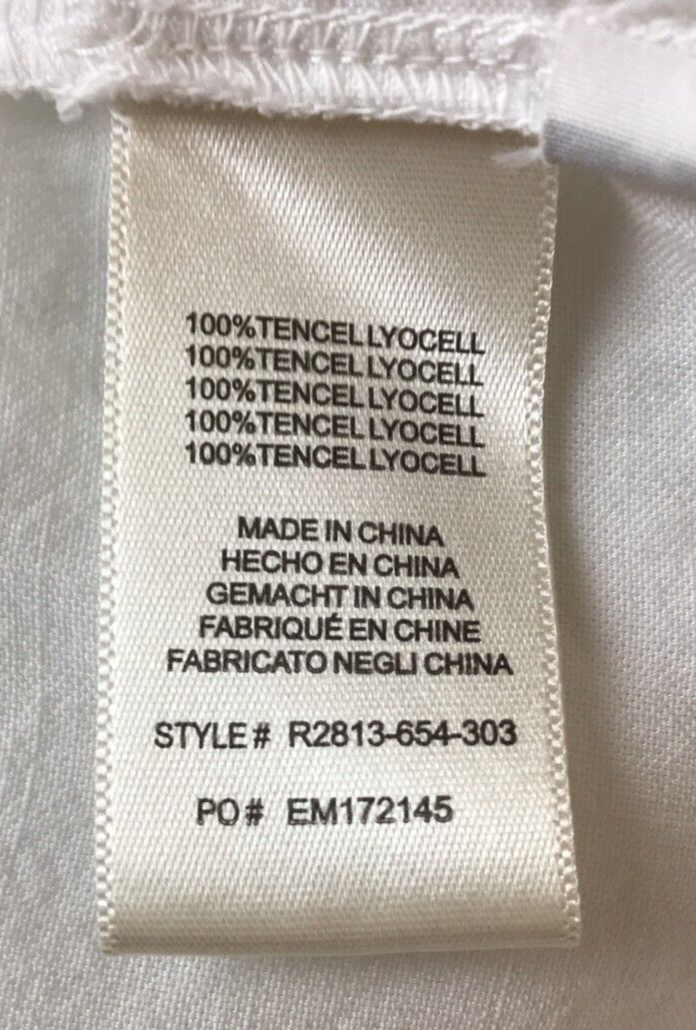 100%TENCEL LYOCELL
100%TENCEL LYOCELL
100%TENCEL LYOCELL
100%TENCEL LYOCELL
100%TENCEL LYOCELL
MADE IN CHINA
HECHO EN CHINA
GEMACHT IN CHINA
FABRIQUÉ EN CHINE
FABRICATO NEGLI CHINA
STYLE# R2813-654-303
PO# EM172145